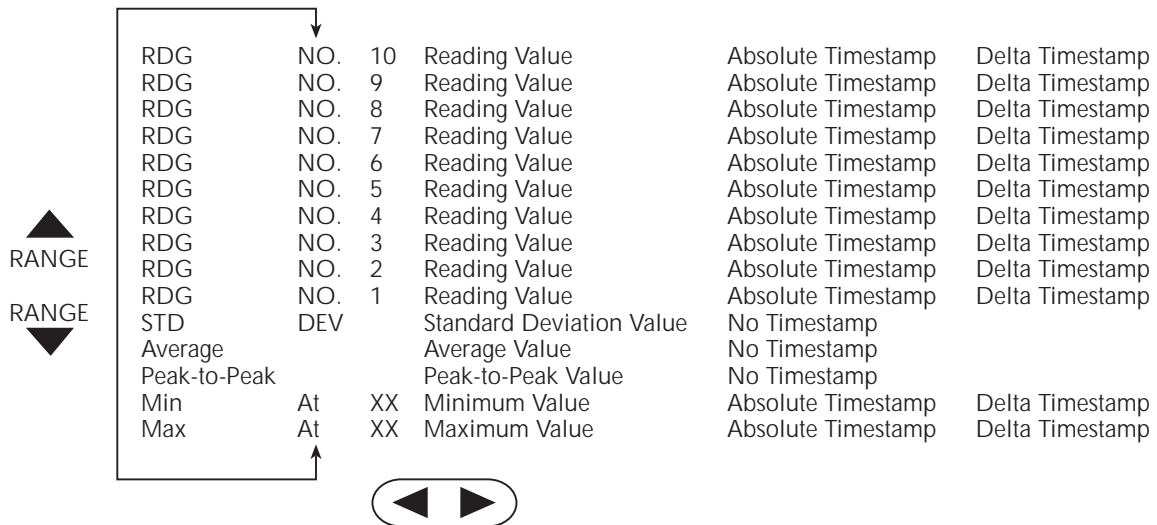 RDG NO. 10 Reading Value Absolute Timestamp Delta Timestamp
RDG NO. 9 Reading Value Absolute Timestamp Delta Timestamp
RDG NO. 8 Reading Value Absolute Timestamp Delta Timestamp
RDG NO. 7 Reading Value Absolute Timestamp Delta Timestamp
RDG NO. 6 Reading Value Absolute Timestamp Delta Timestamp
RDG NO. 5 Reading Value Absolute Timestamp Delta Timestamp
RDG NO. 4 Reading Value Absolute Timestamp Delta Timestamp
RDG NO. 3 Reading Value Absolute Timestamp Delta Timestamp
RDG NO. 2 Reading Value Absolute Timestamp Delta Timestamp
RDG NO. 1 Reading Value Absolute Timestamp Delta Timestamp
STD DEV Standard Deviation Value No Timestamp
Average Average Value No Timestamp
Peak-to-Peak Peak-to-Peak Value No Timestamp
Min At XX Minimum Value Absolute Timestamp Delta Timestamp
Max At XX Maximum Value Absolute Timestamp Delta Timestamp
RANGE
RANGE